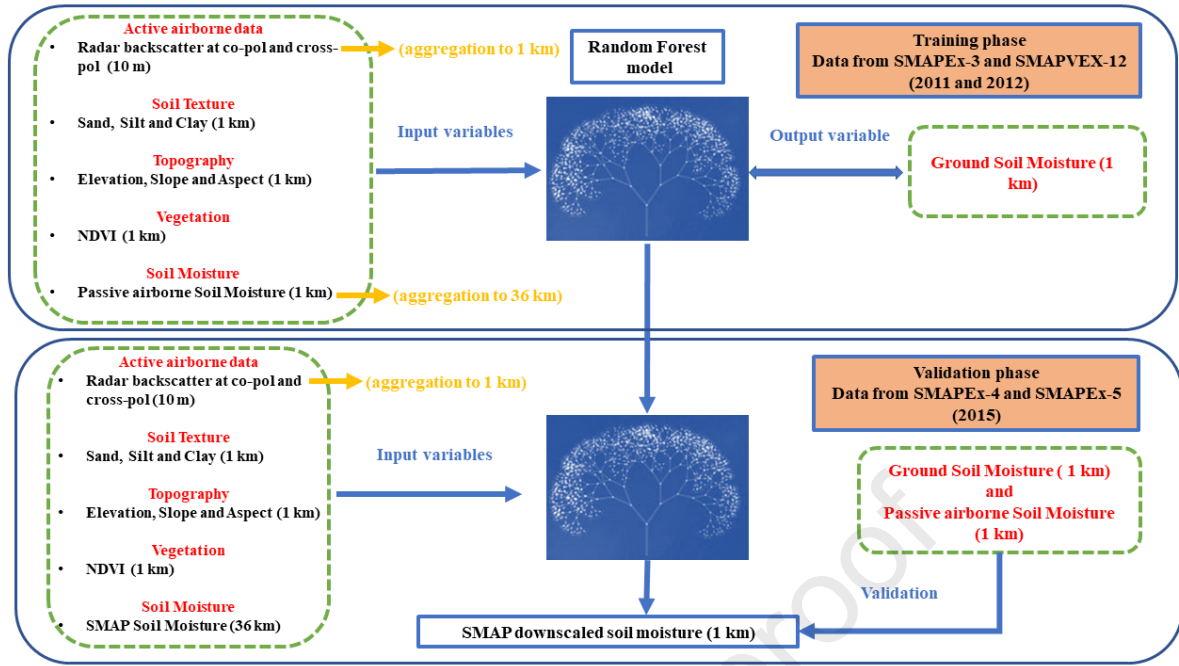 Active airborne data
• Radar backscatter at co-pol and cross-
pol (10 m)
(aggregation to 1 km)
Soil Texture
• Sand, Silt and Clay (1 km)
Topography
• Elevation, Slope and Aspect (1 km)
Vegetation
• NDVI (1 km)
Soil Moisture
• Passive airborne Soil Moisture (1 km)
(aggregation to 36 km)
Input variables
Random Forest
model
Output variable
Training phase
Data from SMAPEx-3 and SMAPVEX-12
(2011 and 2012)
Ground Soil Moisture (1
km)
Active airborne data
• Radar backscatter at co-pol and
cross-pol (10 m)
(aggregation to 1 km)
Soil Texture
• Sand, Silt and Clay (1 km)
Topography
• Elevation, Slope and Aspect (1 km)
Vegetation
• NDVI (1 km)
Soil Moisture
• SMAP Soil Moisture (36 km)
Input variables
Validation phase
Data from SMAPEx-4 and SMAPEx-5
(2015)
Ground Soil Moisture ( 1 km)
and
Passive airborne Soil Moisture
(1 km)
Validation
SMAP downscaled soil moisture (1 km)
proof